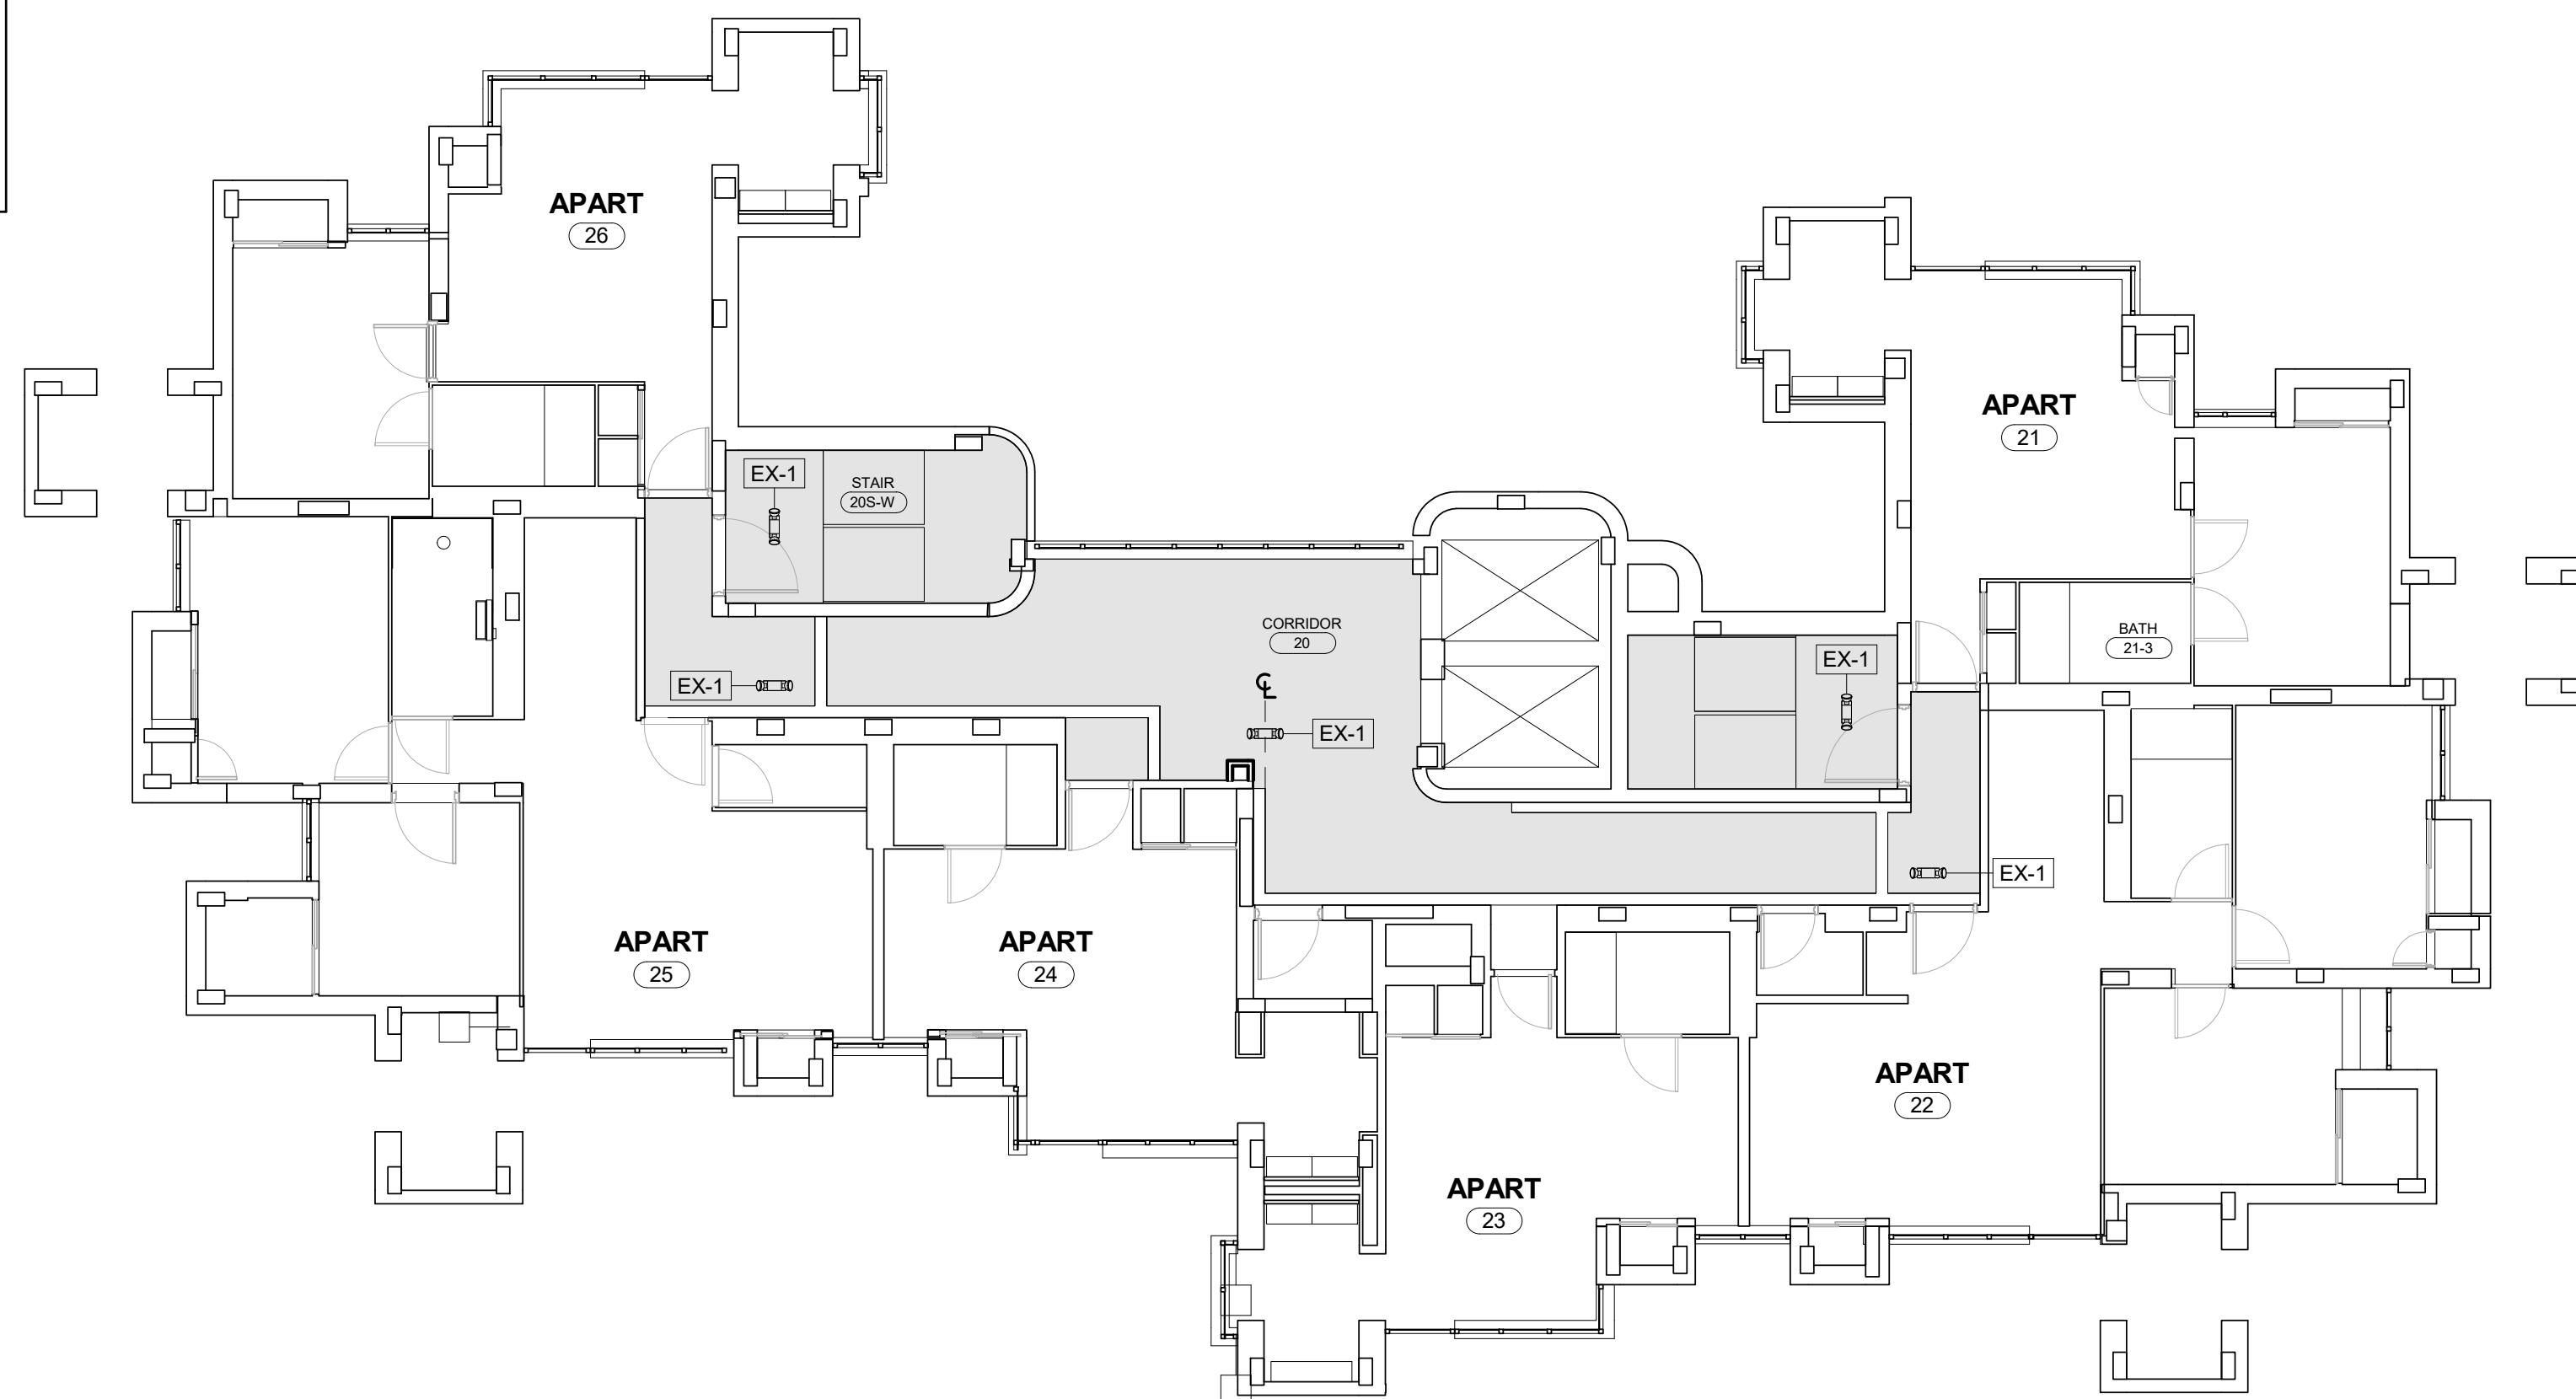 APART
26
APART
21
EX-1
STAIR
20S-W
CORRIDOR
20
BATH
21-3
EX-1
EX-1
℄
EX-1
EX-1
APART
25
APART
24
APART
22
APART
23